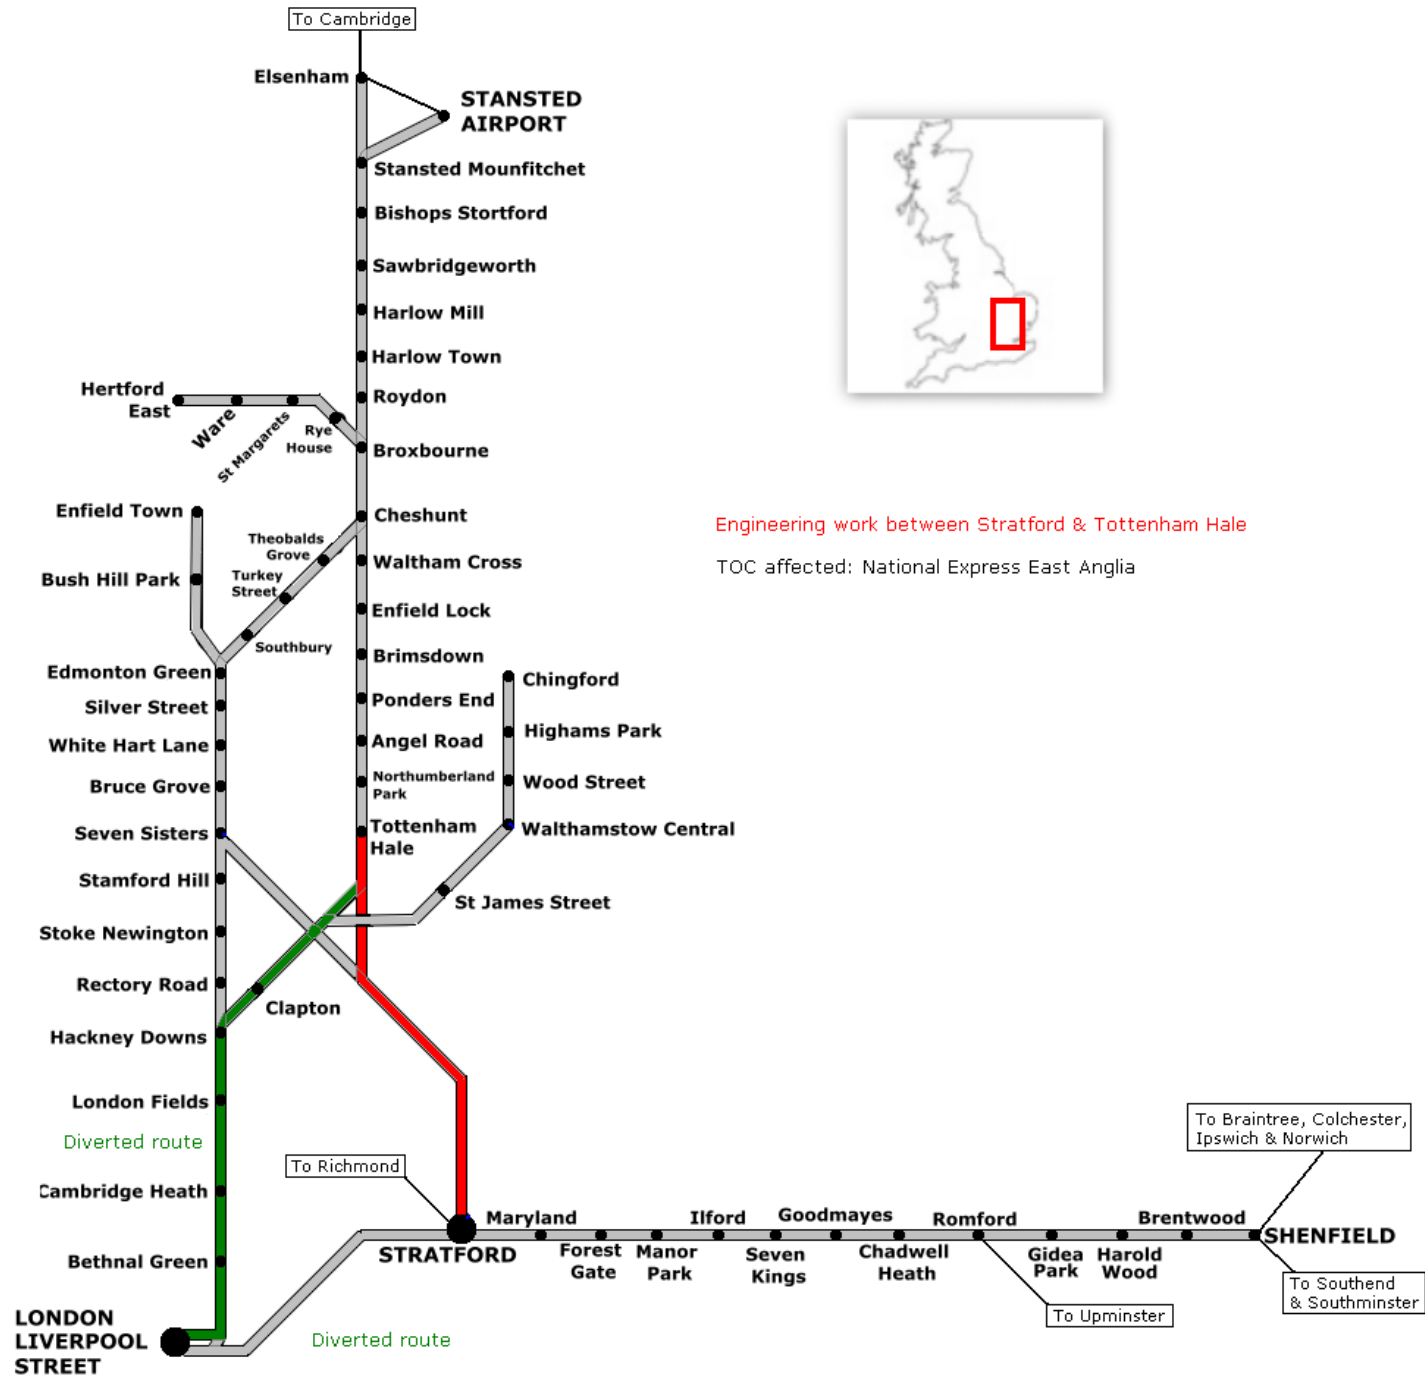 To Cambridge
Elsenham
STANSTED
AIRPORT
Stansted Mounfitchet
Bishops Stortford
Sawbridgeworth
Harlow Mill
Harlow Town
Hertford
East
Ware
St Margarets
Rye
House
Roydon
Broxbourne
Enfield Town
Cheshunt
Engineering work between Stratford & Tottenham Hale
Theobalds
Grove
Waltham Cross
TOC affected: National Express East Anglia
Bush Hill Park
Turkey
Street
Enfield Lock
Southbury
Brimsdown
Edmonton Green
Chingford
Silver Street
Ponders End
White Hart Lane
Angel Road
Highams Park
Bruce Grove
Northumberland
Park
Wood Street
Seven Sisters
Tottenham
Hale
Walthamstow Central
Stamford Hill
St James Street
Stoke Newington
Rectory Road
Clapton
Hackney Downs
London Fields
Diverted route
To Braintree, Colchester,
Ipswich & Norwich
To Richmond
Cambridge Heath
Maryland
Ilford
Goodmayes
Romford
Brentwood
SHENFIELD
STRATFORD
Forest
Gate
Manor
Park
Seven
Kings
Chadwell
Heath
Gidea
Park
Harold
Wood
Bethnal Green
To Southend
& Southminster
To Upminster
LONDON
LIVERPOOL
STREET
Diverted route